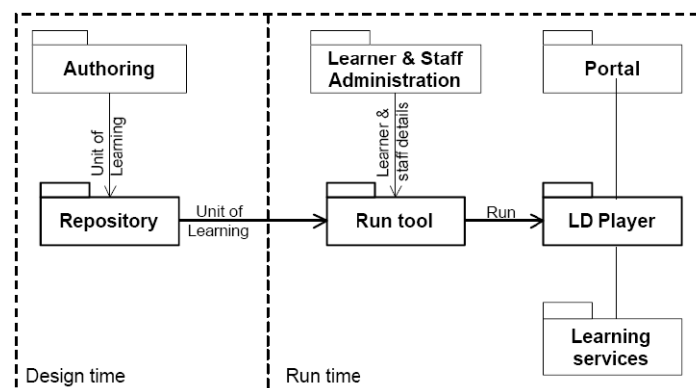 Authoring
Learner & Staff
Administration
Portal
Unit of
Learning
Learner &
staff details
Repository
Unit of
Learning
Run tool
Run
LD Player
Learning
services
Design time
Run time